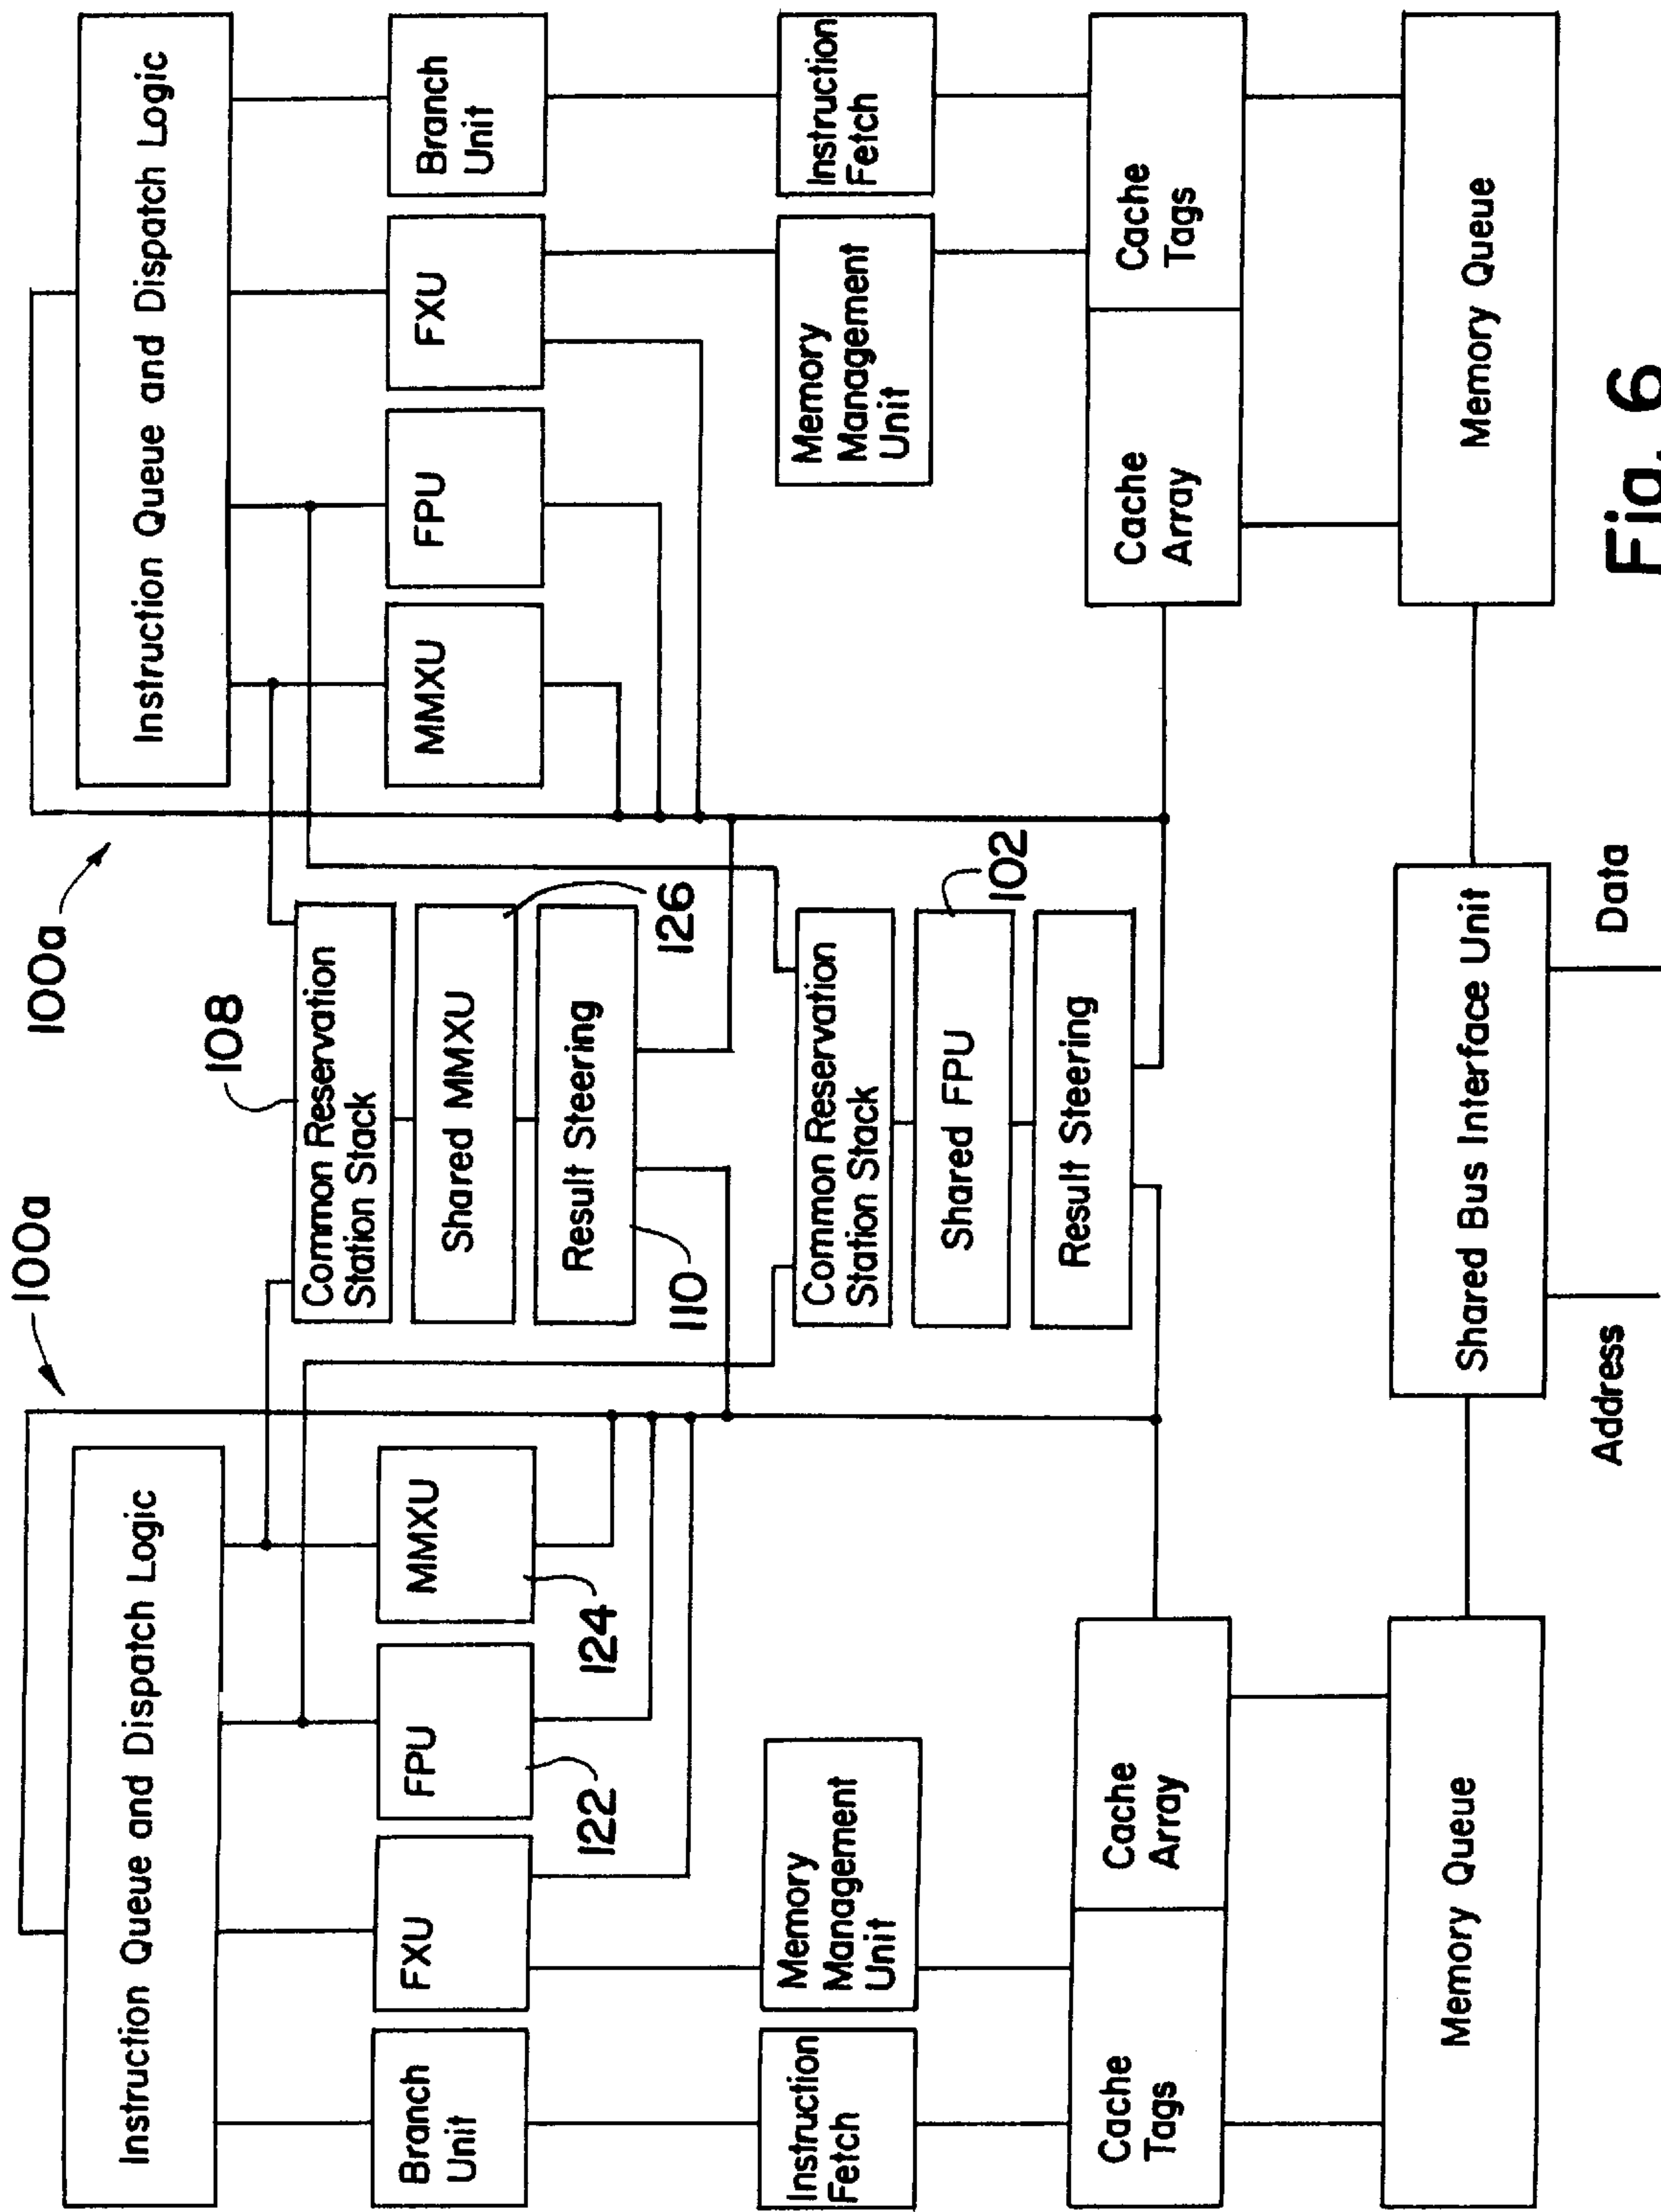 100a
100a
Instruction Queue and Dispatch Logic
Instruction Queue and Dispatch Logic
108
Branch
Unit
FXU
FPU
MMXU
122
124
Common Reservation
Station Stack
Shared MMXU
126
Result Steering
110
MMXU
FPU
FXU
Branch
Unit
Instruction
Fetch
Memory
Management
Unit
Common Reservation
Station Stack
Shared FPU
102
Result Steering
Memory
Management
Unit
Instruction
Fetch
Cache
Tags
Cache
Array
Cache
Array
Cache
Tags
Memory Queue
Shared Bus Interface Unit
Memory Queue
Address
Data
Fig. 6